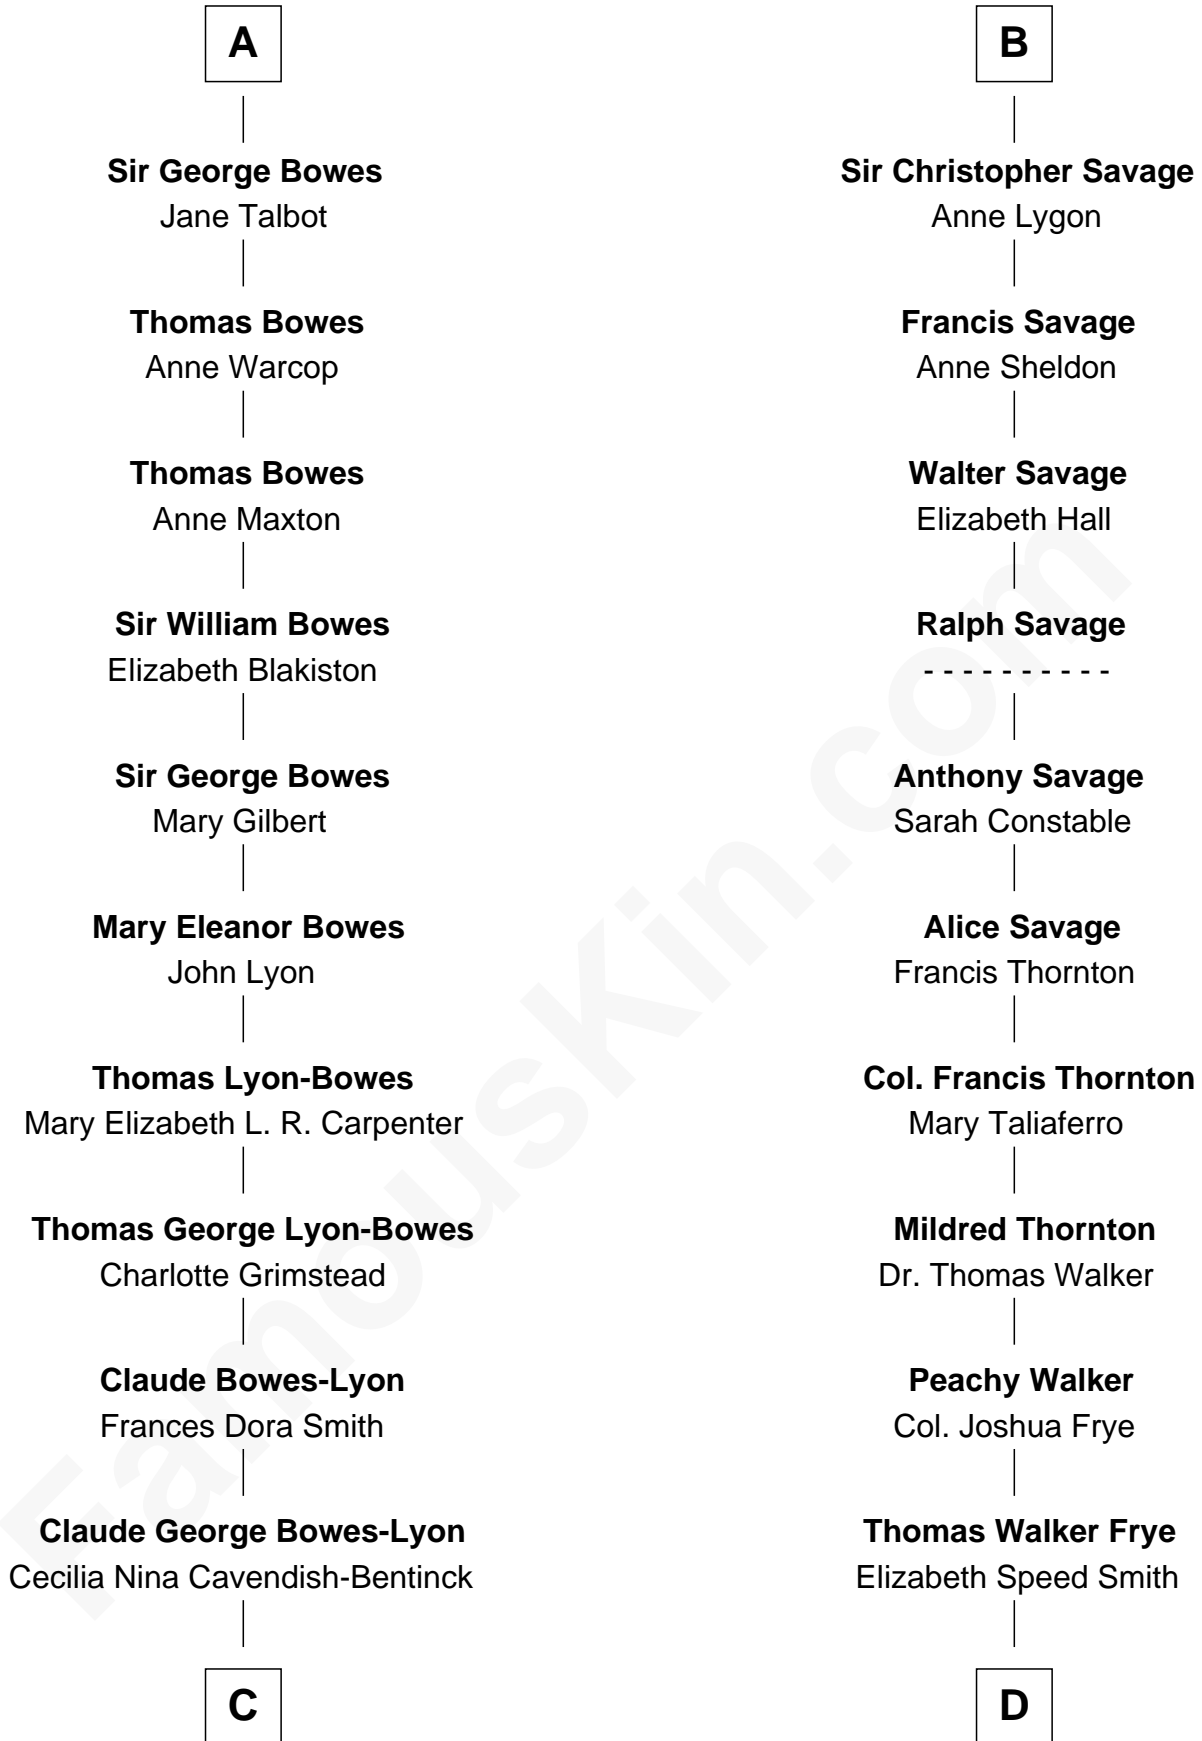 A
Sir George Bowes
Jane Talbot
Thomas Bowes
Anne Warcop
Thomas Bowes
Anne Maxton
Sir William Bowes
Elizabeth Blakiston
Sir George Bowes
Mary Gilbert
Mary Eleanor Bowes
John Lyon
Thomas Lyon-Bowes
Mary Elizabeth L. R. Carpenter
Thomas George Lyon-Bowes
Charlotte Grimstead
Claude Bowes-Lyon
Frances Dora Smith
Claude George Bowes-Lyon
Cecilia Nina Cavendish-Bentinck
C
B
Sir Christopher Savage
Anne Lygon
Francis Savage
Anne Sheldon
Walter Savage
Elizabeth Hall
Ralph Savage
- - - - - - - - - -
Anthony Savage
Sarah Constable
Alice Savage
Francis Thornton
Col. Francis Thornton
Mary Taliaferro
Mildred Thornton
Dr. Thomas Walker
Peachy Walker
Col. Joshua Frye
Thomas Walker Frye
Elizabeth Speed Smith
D
FamousKin.com